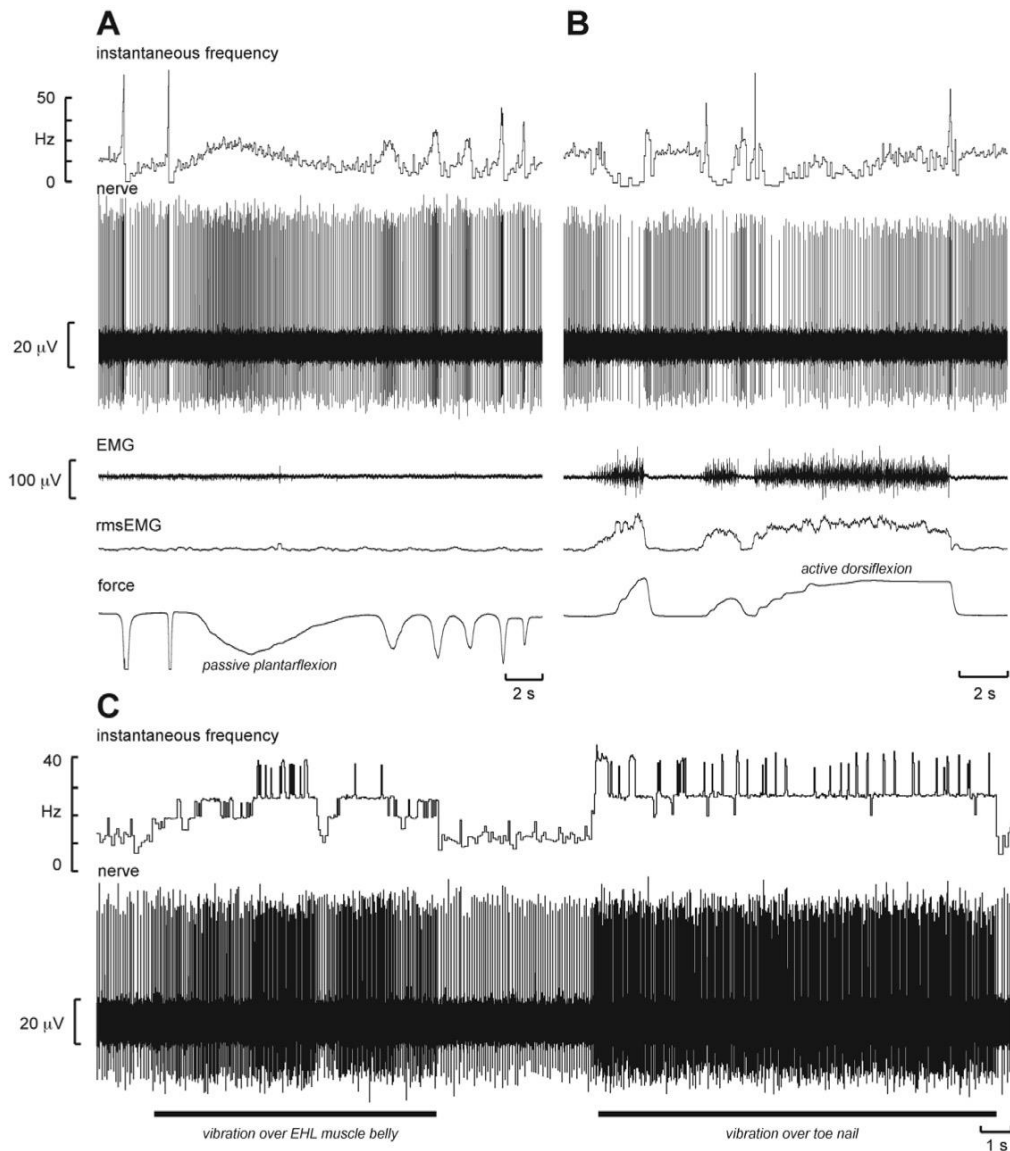 A
B
instantaneous frequency
50
Hz
0
nerve
20 μV
EMG
100 μV
rmsEMG
active dorsiflexion
force
passive plantarflexion
2 s
2 s
C
instantaneous frequency
40
Hz
0
nerve
20 μV
vibration over EHL muscle belly
vibration over toe nail
1 s